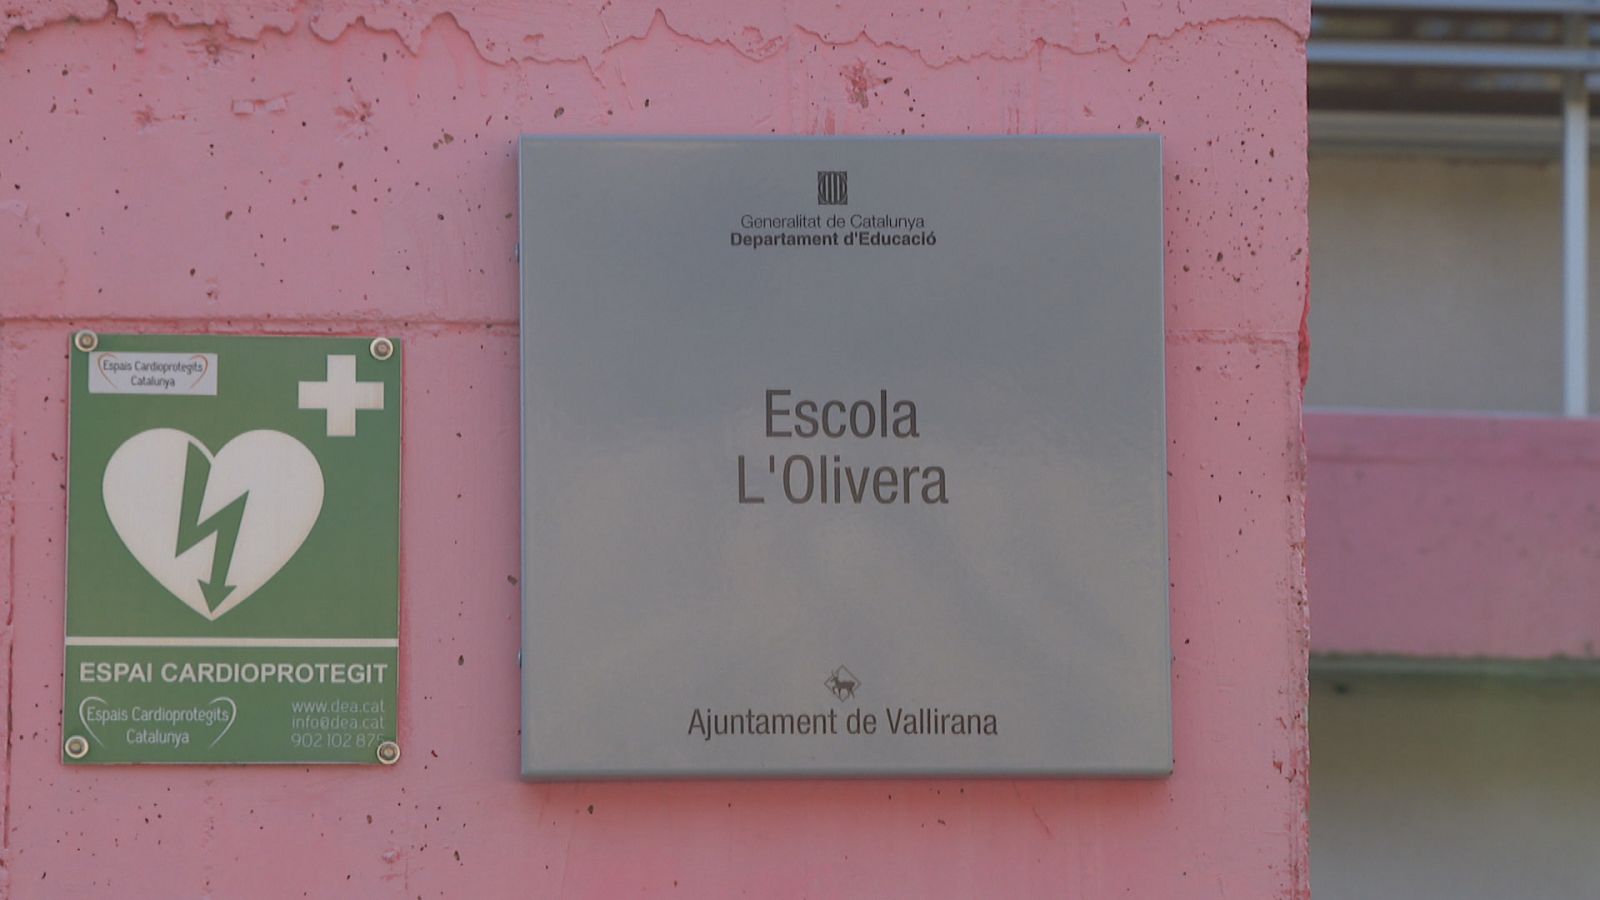 Generalitat de Catalunya
Departament d'Educació
Escola
L'Olivera
Ajuntament de Vallirana
Espais Cardioprotegits
Catalunya
ESPAI CARDIOPROTEGIT
Espais Cardioprotegits
Catalunya
www.dea.cat
info@dea.cat
902 102 875